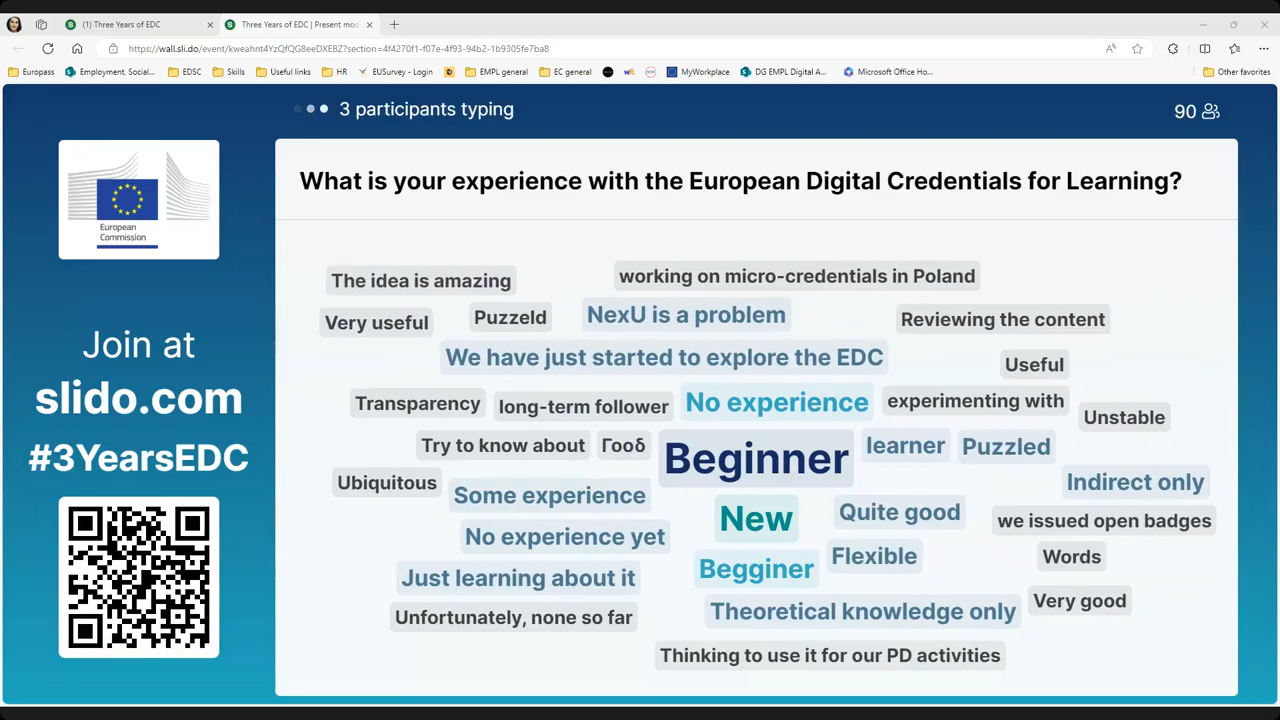 (1) Three Years of EDC
Three Years of EDC | Present mod
https://wall.sli.do/event/kweahnt4YzQfQG8eeDXEBZ?section=4f4270f1-f07e-4f93-94b2-1b9305fe7ba8
Europass
Employment, Social...
EDSC
Skills
Useful links
HR
EUSurvey - Login
EMPL general
EC general
MyWorkplace
DG EMPL Digital A...
Microsoft Office Ho...
Other favorites
3 participants typing
90
European
Commission
Join at
slido.com
#3YearsEDC
What is your experience with the European Digital Credentials for Learning?
The idea is amazing
working on micro-credentials in Poland
Very useful
Puzzeld
NexU is a problem
Reviewing the content
We have just started to explore the EDC
Useful
Transparency
long-term follower
No experience
experimenting with
Unstable
Try to know about
Γοοδ
Beginner
learner
Puzzled
Ubiquitous
Some experience
Indirect only
New
Quite good
we issued open badges
No experience yet
Begginer
Flexible
Words
Just learning about it
Very good
Unfortunately, none so far
Theoretical knowledge only
Thinking to use it for our PD activities